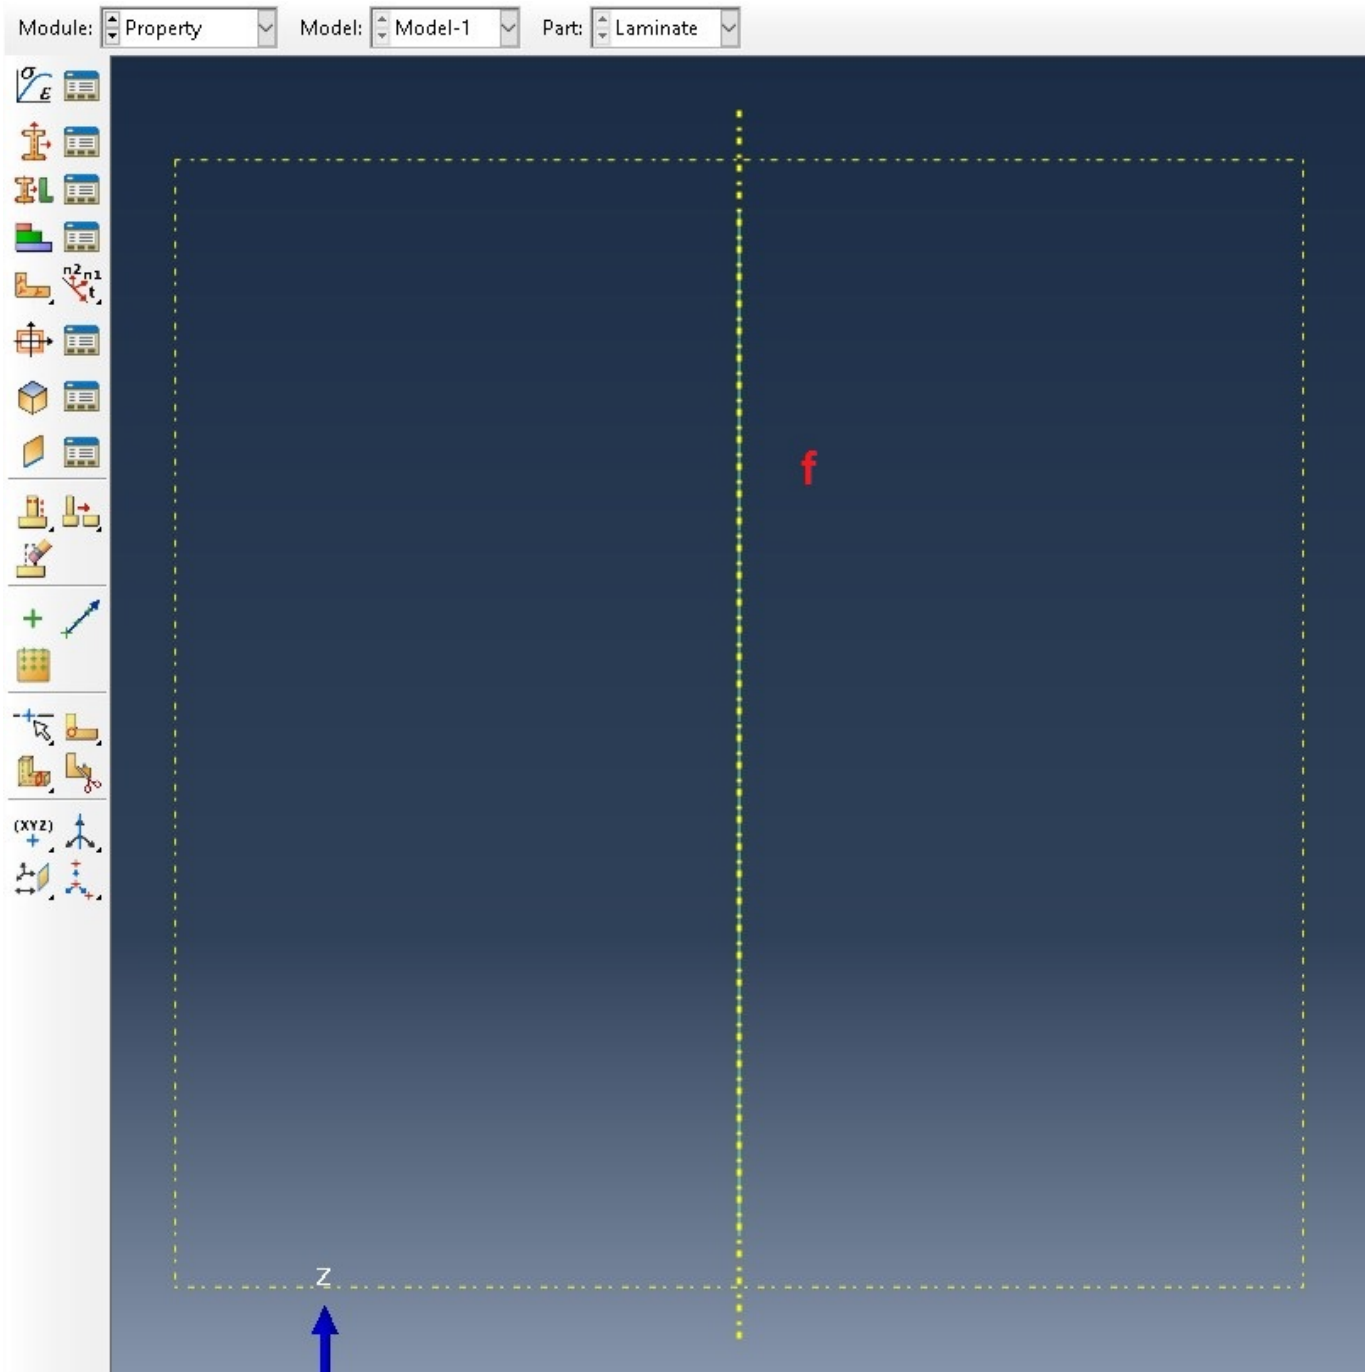 Module: Property Model: Model-1 Part: Laminate
σ ε
n2 n1
t
f
(XYZ)
Z